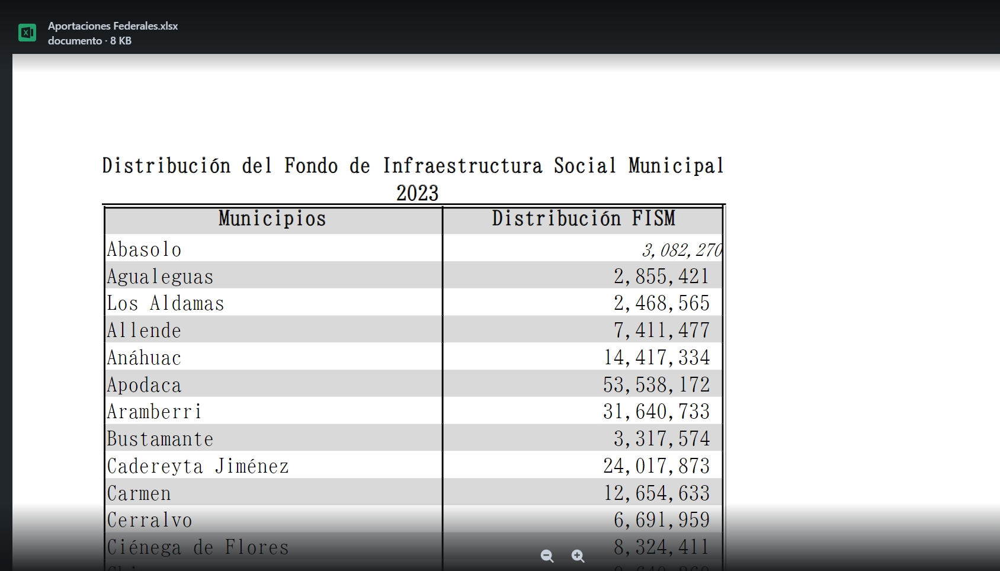 Aportaciones Federales.xlsx
documento · 8 KB
Distribución del Fondo de Infraestructura Social Municipal
2023
Municipios Distribución FISM
Abasolo 3,082,270
Agualeguas 2,855,421
Los Aldamas 2,468,565
Allende 7,411,477
Anáhuac 14,417,334
Apodaca 53,538,172
Aramberri 31,640,733
Bustamante 3,317,574
Cadereyta Jiménez 24,017,873
Carmen 12,654,633
Cerralvo 6,691,959
Ciénega de Flores 8,324,411